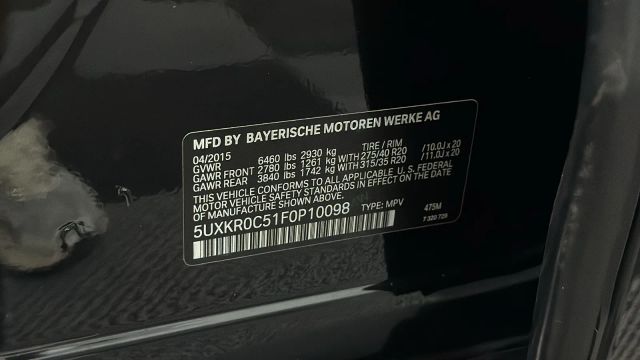 MFD BY BAYERISCHE MOTOREN WERKE AG
04/2015 TIRE / RIM
GVWR 6460 lbs 2930 kg
GAWR FRONT 2780 lbs 1261 kg WITH 275/40 R20 /10.0J x 20
GAWR REAR 3840 lbs 1742 kg WITH 315/35 R20 /11.0J x 20
THIS VEHICLE CONFORMS TO ALL APPLICABLE U.S. FEDERAL
MOTOR VEHICLE SAFETY STANDARDS IN EFFECT ON THE DATE
OF MANUFACTURE SHOWN ABOVE.
5UXKR0C51F0P10098 TYPE: MPV 475M
7 320 728